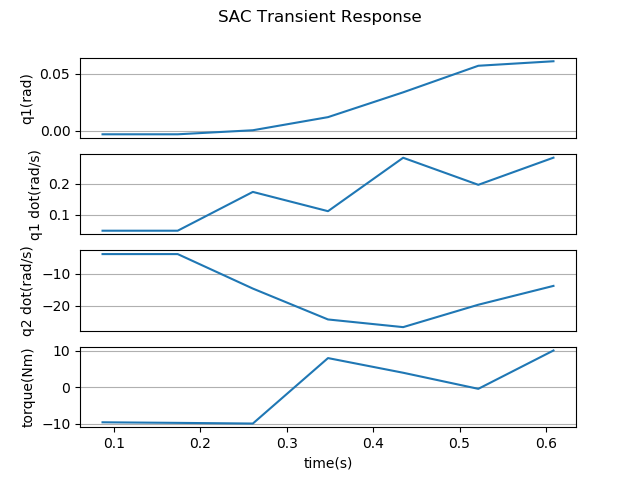 SAC Transient Response
0.05
0.00
q1(rad)
0.2
0.1
q1 dot(rad/s)
−10
−20
q2 dot(rad/s)
10
0
−10
torque(Nm)
0.1 0.2 0.3 0.4 0.5 0.6
time(s)